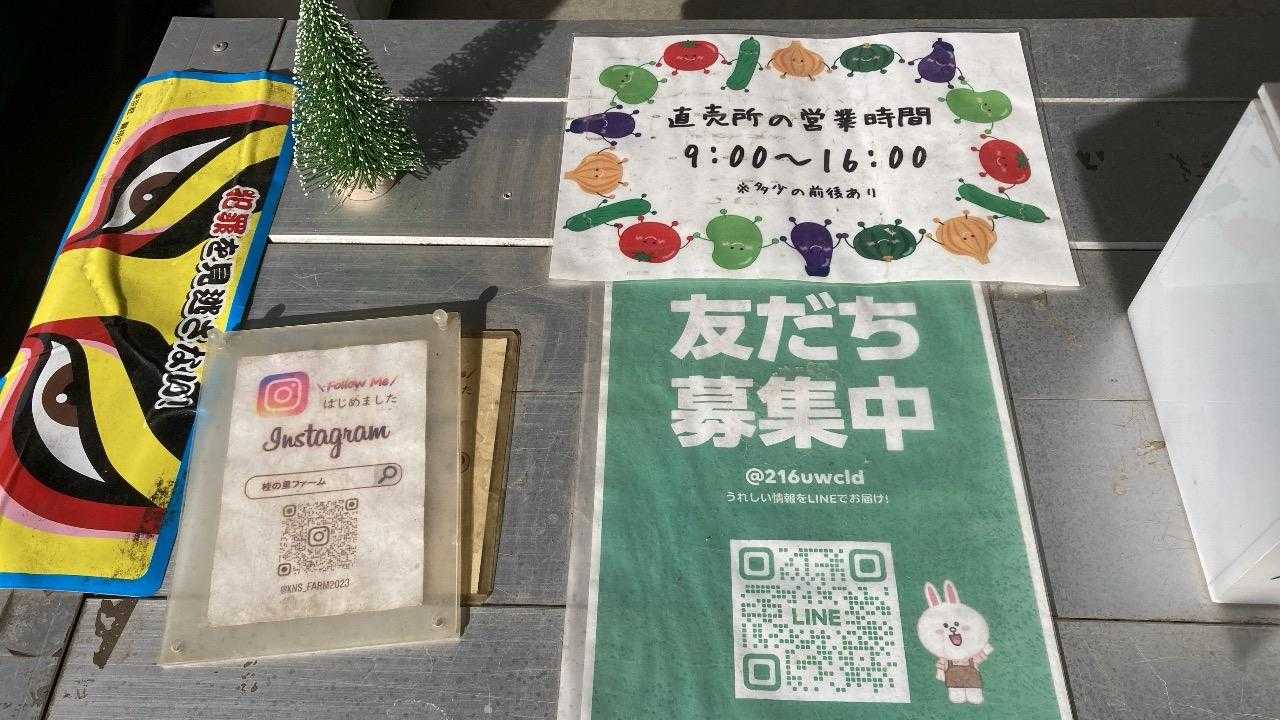 犯罪を見逃さない!
直売所の営業時間
9:00〜16:00
※多少の前後あり
\Follow Me/
はじめました
Instagram
桂の里ファーム
@KNS_FARM2023
友だち
募集中
@216uwcld
うれしい情報をLINEでお届け!
LINE